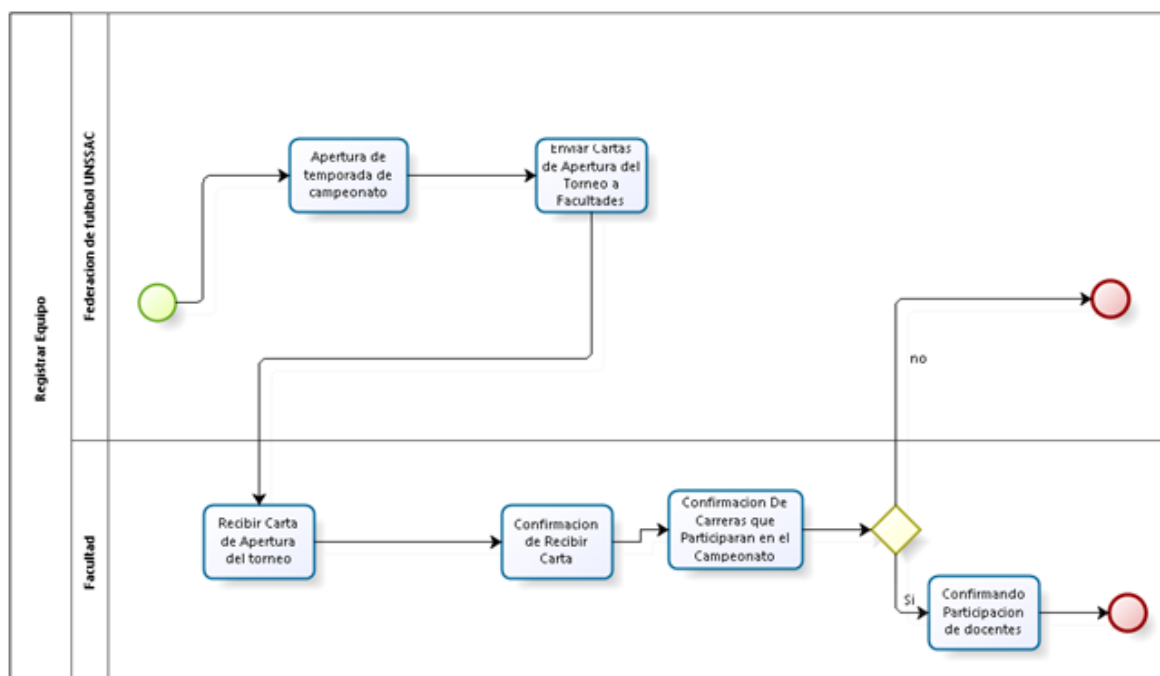 Registrar Equipo
Federacion de futbol UNSSAC
Apertura de
temporada de
campeonato
Enviar Cartas
de Apertura del
Torneo a
Facultades
no
Facultad
Recibir Carta
de Apertura
del torneo
Confirmacion
de Recibir
Carta
Confirmacion De
Carreras que
Participaran en el
Campeonato
Si
Confirmando
Participacion
de docentes